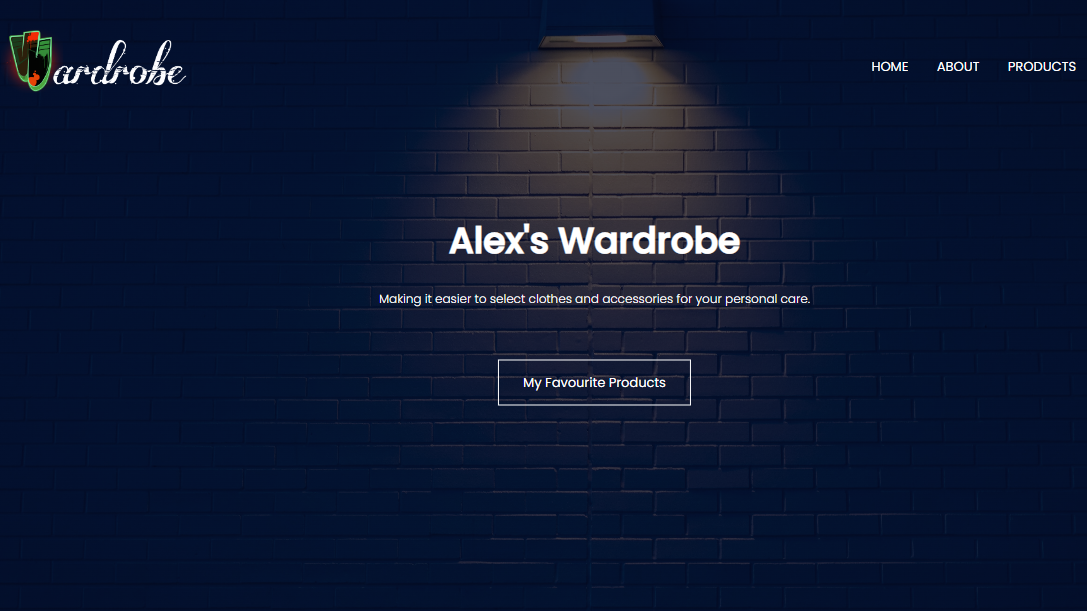 Wardrobe
HOME ABOUT PRODUCTS
Alex's Wardrobe
Making it easier to select clothes and accessories for your personal care.
My Favourite Products